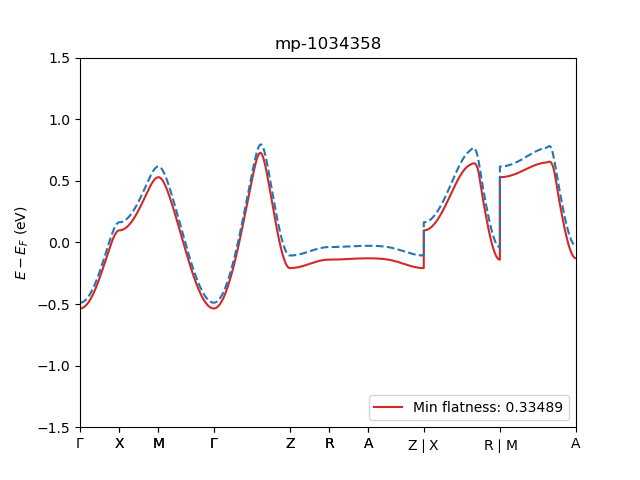 mp-1034358
E − E_F (eV)
1.5
1.0
0.5
0.0
−0.5
−1.0
−1.5
Min flatness: 0.33489
Γ X M Γ Z R A Z | X R | M A